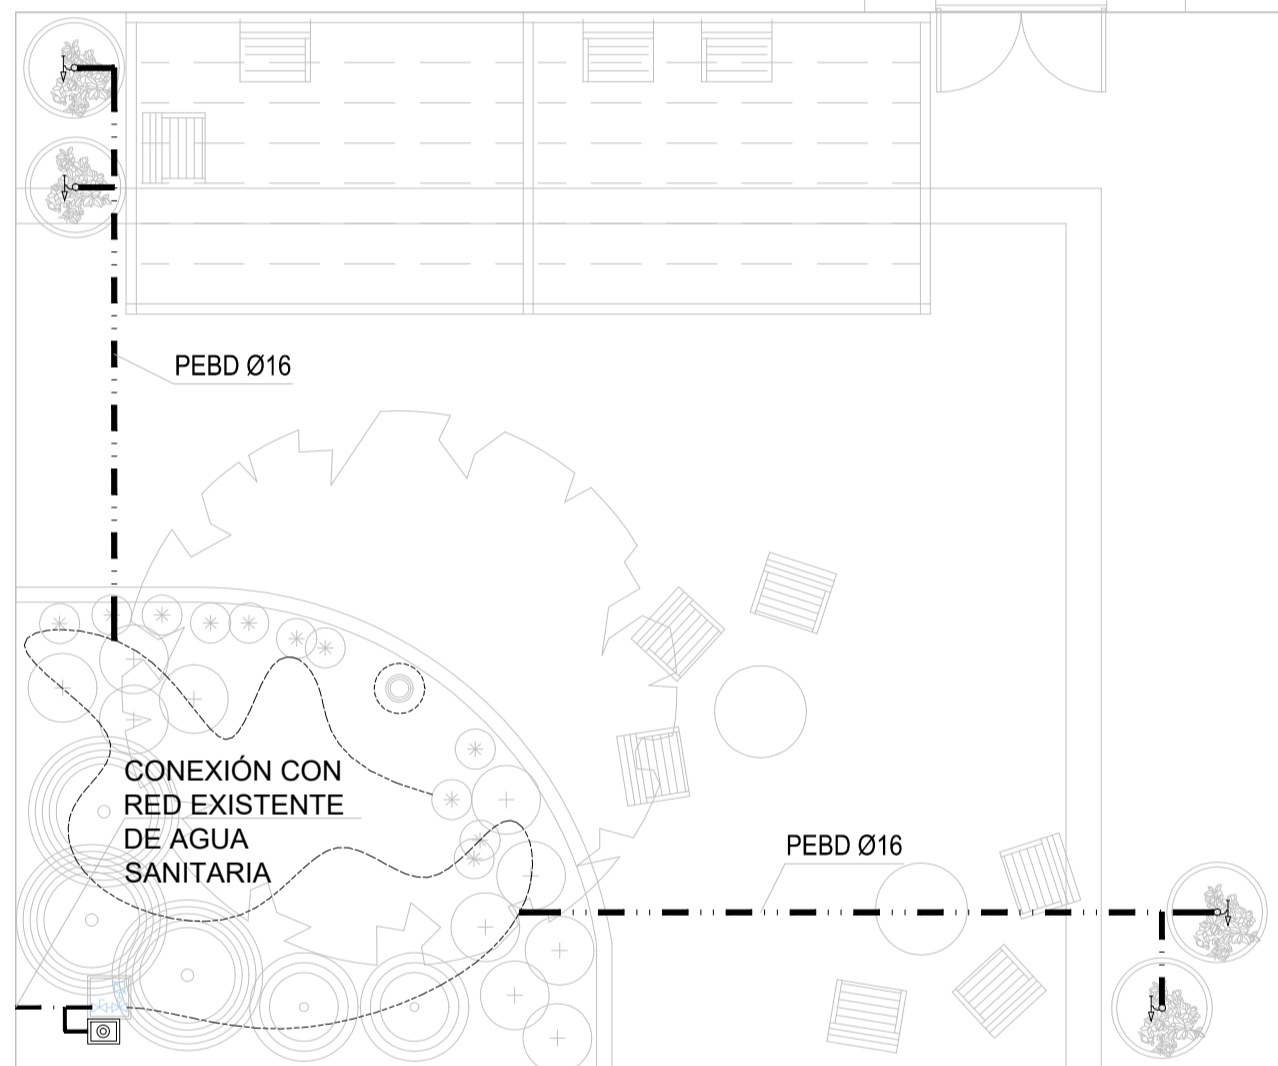 PEBD Ø16
CONEXIÓN CON
RED EXISTENTE
DE AGUA
SANITARIA
PEBD Ø16